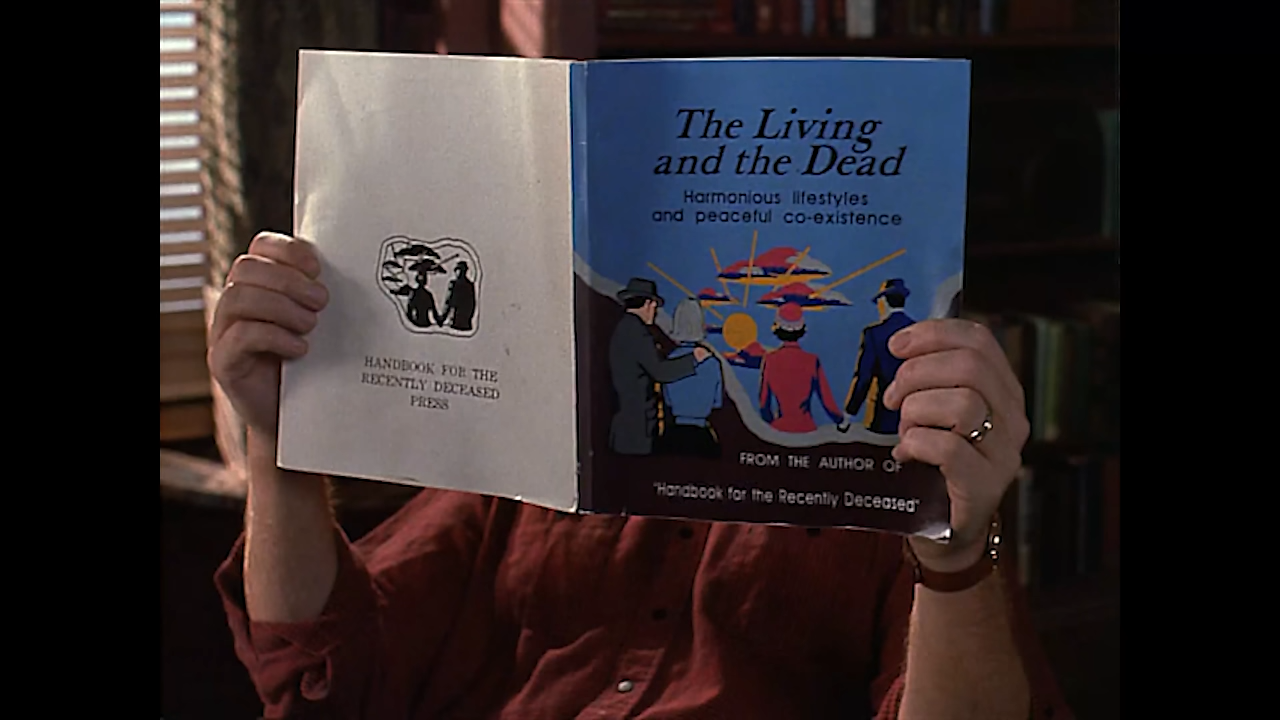 HANDBOOK FOR THE
RECENTLY DECEASED
PRESS
The Living
and the Dead
Harmonious lifestyles
and peaceful co-existence
FROM THE AUTHOR OF
"Handbook for the Recently Deceased"